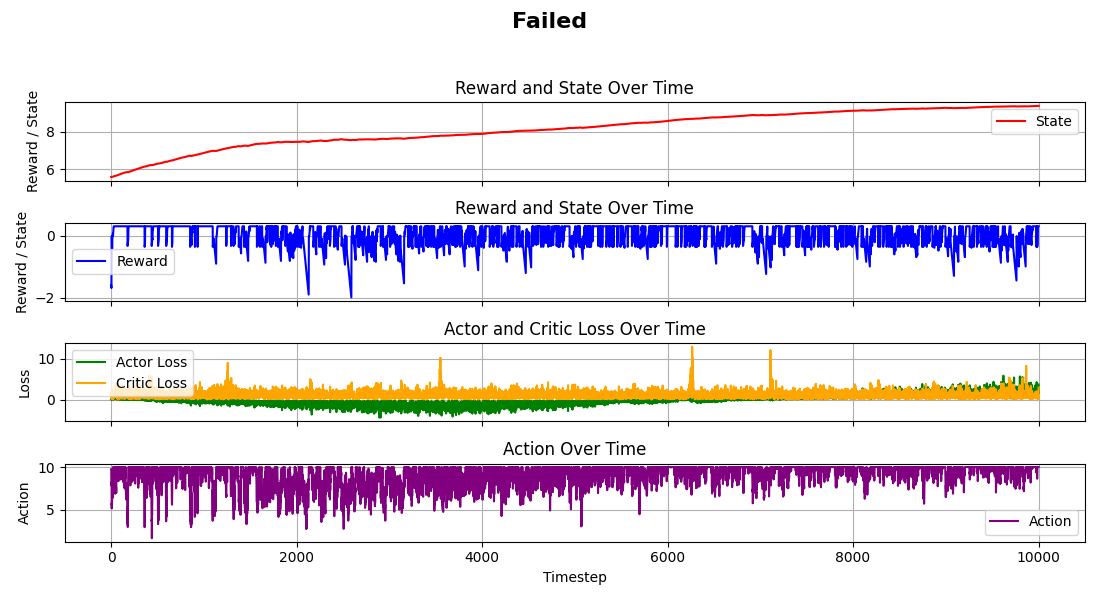 Failed
Reward and State Over Time
Reward / State
8
6
State
Reward and State Over Time
Reward / State
0
−2
Reward
Actor and Critic Loss Over Time
Loss
10
0
Actor Loss
Critic Loss
Action Over Time
Action
10
5
Action
0 2000 4000 6000 8000 10000
Timestep